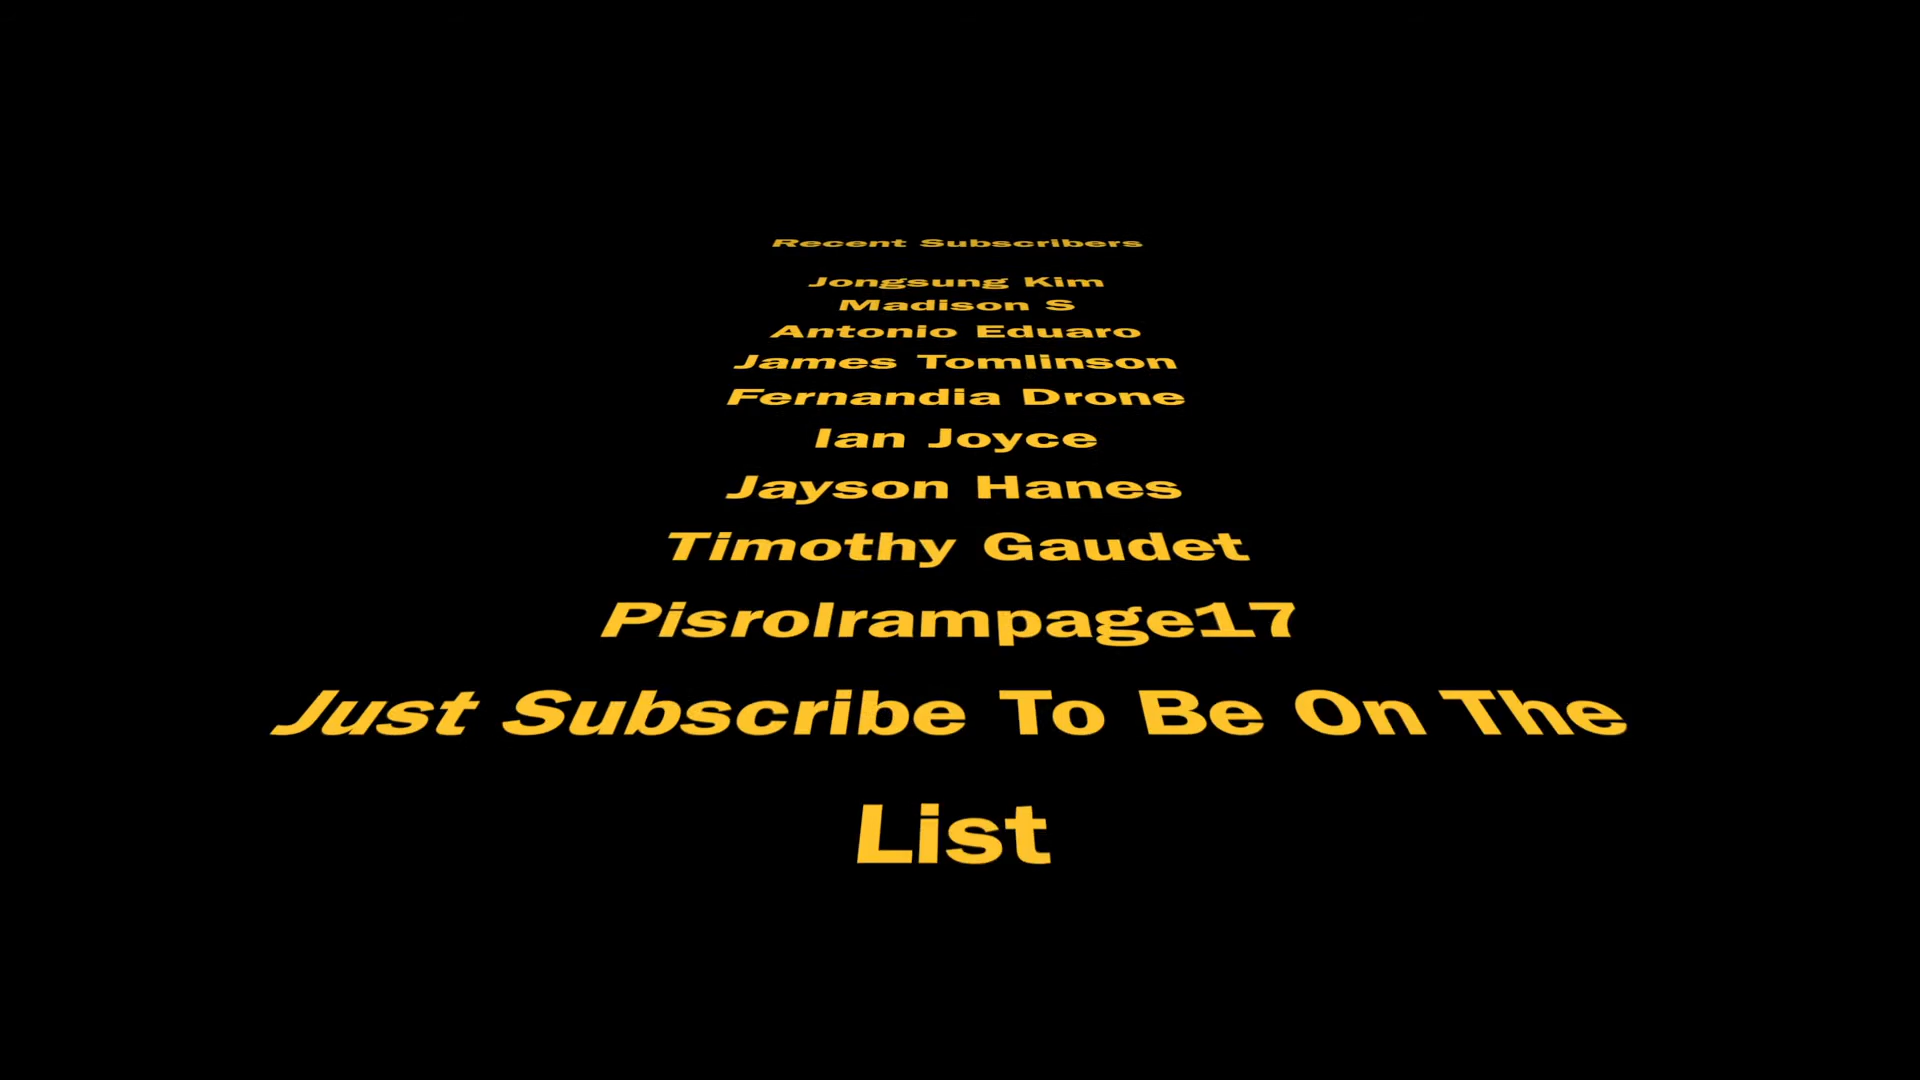 Recent Subscribers
Jongsung Kim
Madison S
Antonio Eduaro
James Tomlinson
Fernandia Drone
Ian Joyce
Jayson Hanes
Timothy Gaudet
Pisrolrampage17
Just Subscribe To Be On The
List